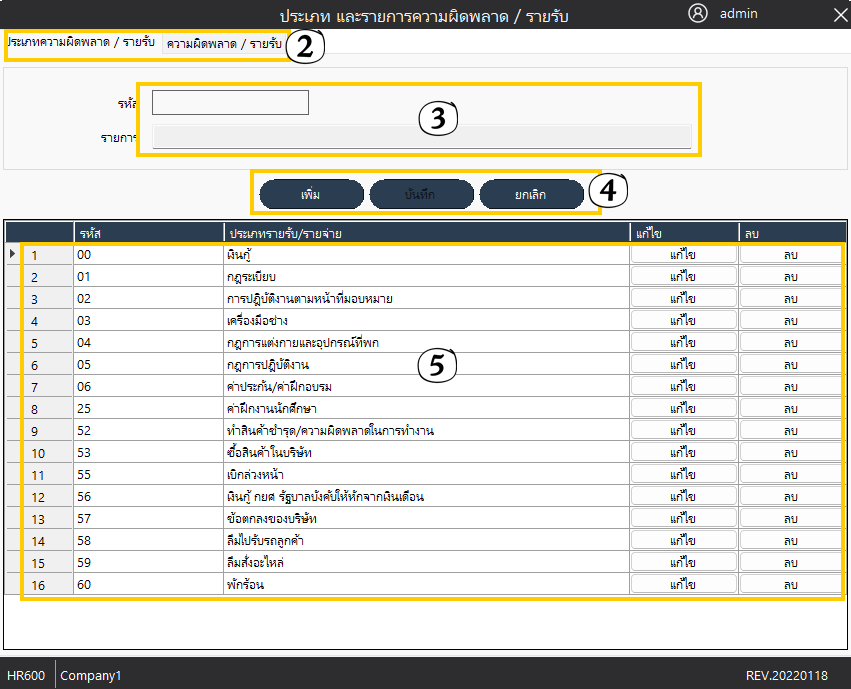 ประเภท และรายการความผิดพลาด / รายรับ
admin
ประเภทความผิดพลาด / รายรับ ความผิดพลาด / รายรับ 2
รหัส
3
รายการ
เพิ่ม บันทึก ยกเลิก 4
รหัส ประเภทรายรับ/รายจ่าย แก้ไข ลบ
1 00 เงินกู้ แก้ไข ลบ
2 01 กฎระเบียบ แก้ไข ลบ
3 02 การปฎิบัติงานตามหน้าที่มอบหมาย แก้ไข ลบ
4 03 เครื่องมือช่าง แก้ไข ลบ
5 04 กฎการแต่งกายและอุปกรณ์ที่พก แก้ไข ลบ
6 05 กฎการปฎิบัติงาน 5 แก้ไข ลบ
7 06 ค่าประกัน/ค่าฝึกอบรม แก้ไข ลบ
8 25 ค่าฝึกงานนักศึกษา แก้ไข ลบ
9 52 ทำสินค้าชำรุด/ความผิดพลาดในการทำงาน แก้ไข ลบ
10 53 ซื้อสินค้าในบริษัท แก้ไข ลบ
11 55 เบิกล่วงหน้า แก้ไข ลบ
12 56 เงินกู้ กยศ รัฐบาลบังคับให้หักจากเงินเดือน แก้ไข ลบ
13 57 ข้อตกลงของบริษัท แก้ไข ลบ
14 58 ลืมไปรับรถลูกค้า แก้ไข ลบ
15 59 ลืมสั่งอะไหล่ แก้ไข ลบ
16 60 พักร้อน แก้ไข ลบ
HR600 Company1 REV.20220118